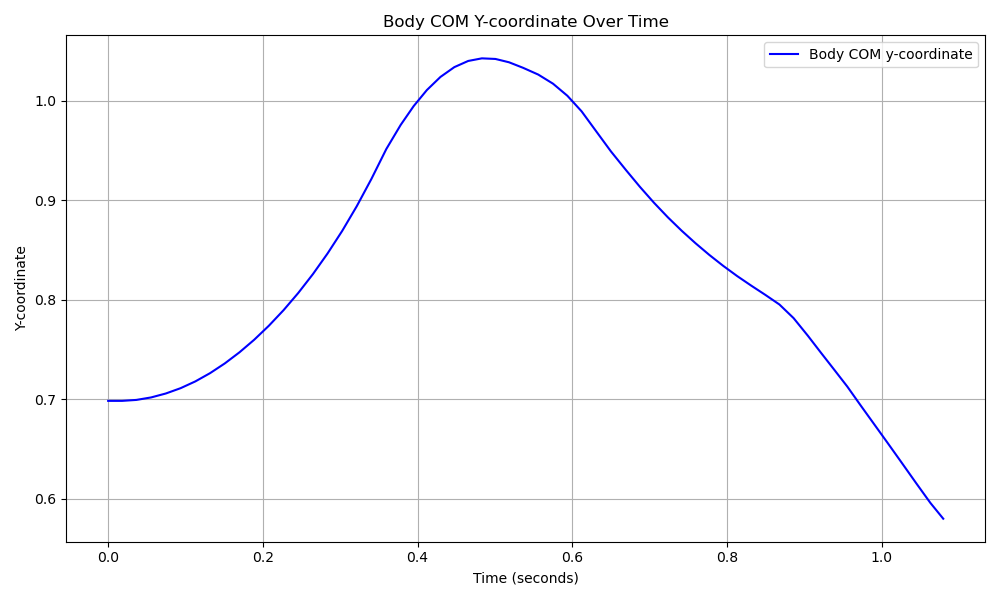 Body COM Y-coordinate Over Time
Body COM y-coordinate
Y-coordinate
1.0
0.9
0.8
0.7
0.6
0.0 0.2 0.4 0.6 0.8 1.0
Time (seconds)